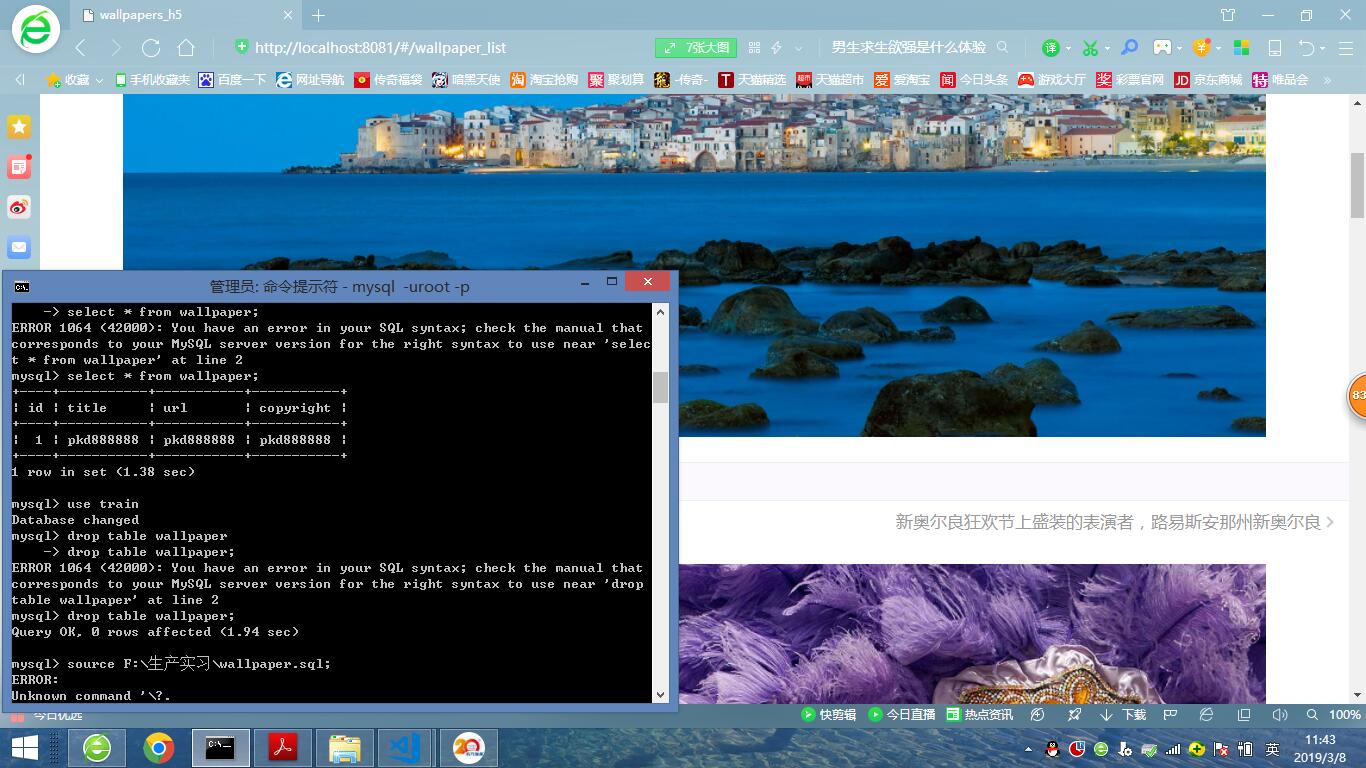 wallpapers_h5
http://localhost:8081/#/wallpaper_list
7张大图
男生求生欲强是什么体验
译
收藏
手机收藏夹
百度一下
网址导航
传奇福袋
暗黑天使
淘 淘宝抢购
聚 聚划算
-传奇-
T 天猫精选
天猫超市
爱 爱淘宝
闻 今日头条
游戏大厅
奖 彩票官网
JD 京东商城
特 唯品会
83
管理员: 命令提示符 - mysql -uroot -p
-> select * from wallpaper;
ERROR 1064 (42000): You have an error in your SQL syntax; check the manual that
corresponds to your MySQL server version for the right syntax to use near 'selec
t * from wallpaper' at line 2
mysql> select * from wallpaper;
+----+-----------+-----------+-----------+
| id | title | url | copyright |
+----+-----------+-----------+-----------+
| 1 | pkd888888 | pkd888888 | pkd888888 |
+----+-----------+-----------+-----------+
1 row in set (1.38 sec)
mysql> use train
Database changed
mysql> drop table wallpaper
-> drop table wallpaper;
ERROR 1064 (42000): You have an error in your SQL syntax; check the manual that
corresponds to your MySQL server version for the right syntax to use near 'drop
table wallpaper' at line 2
mysql> drop table wallpaper;
Query OK, 0 rows affected (1.94 sec)
mysql> source F:\生产实习\wallpaper.sql;
ERROR:
Unknown command '\?.
新奥尔良狂欢节上盛装的表演者，路易斯安那州新奥尔良
今日优选
快剪辑
今日直播
热点资讯
下载
100%
20
英
11:43
2019/3/8